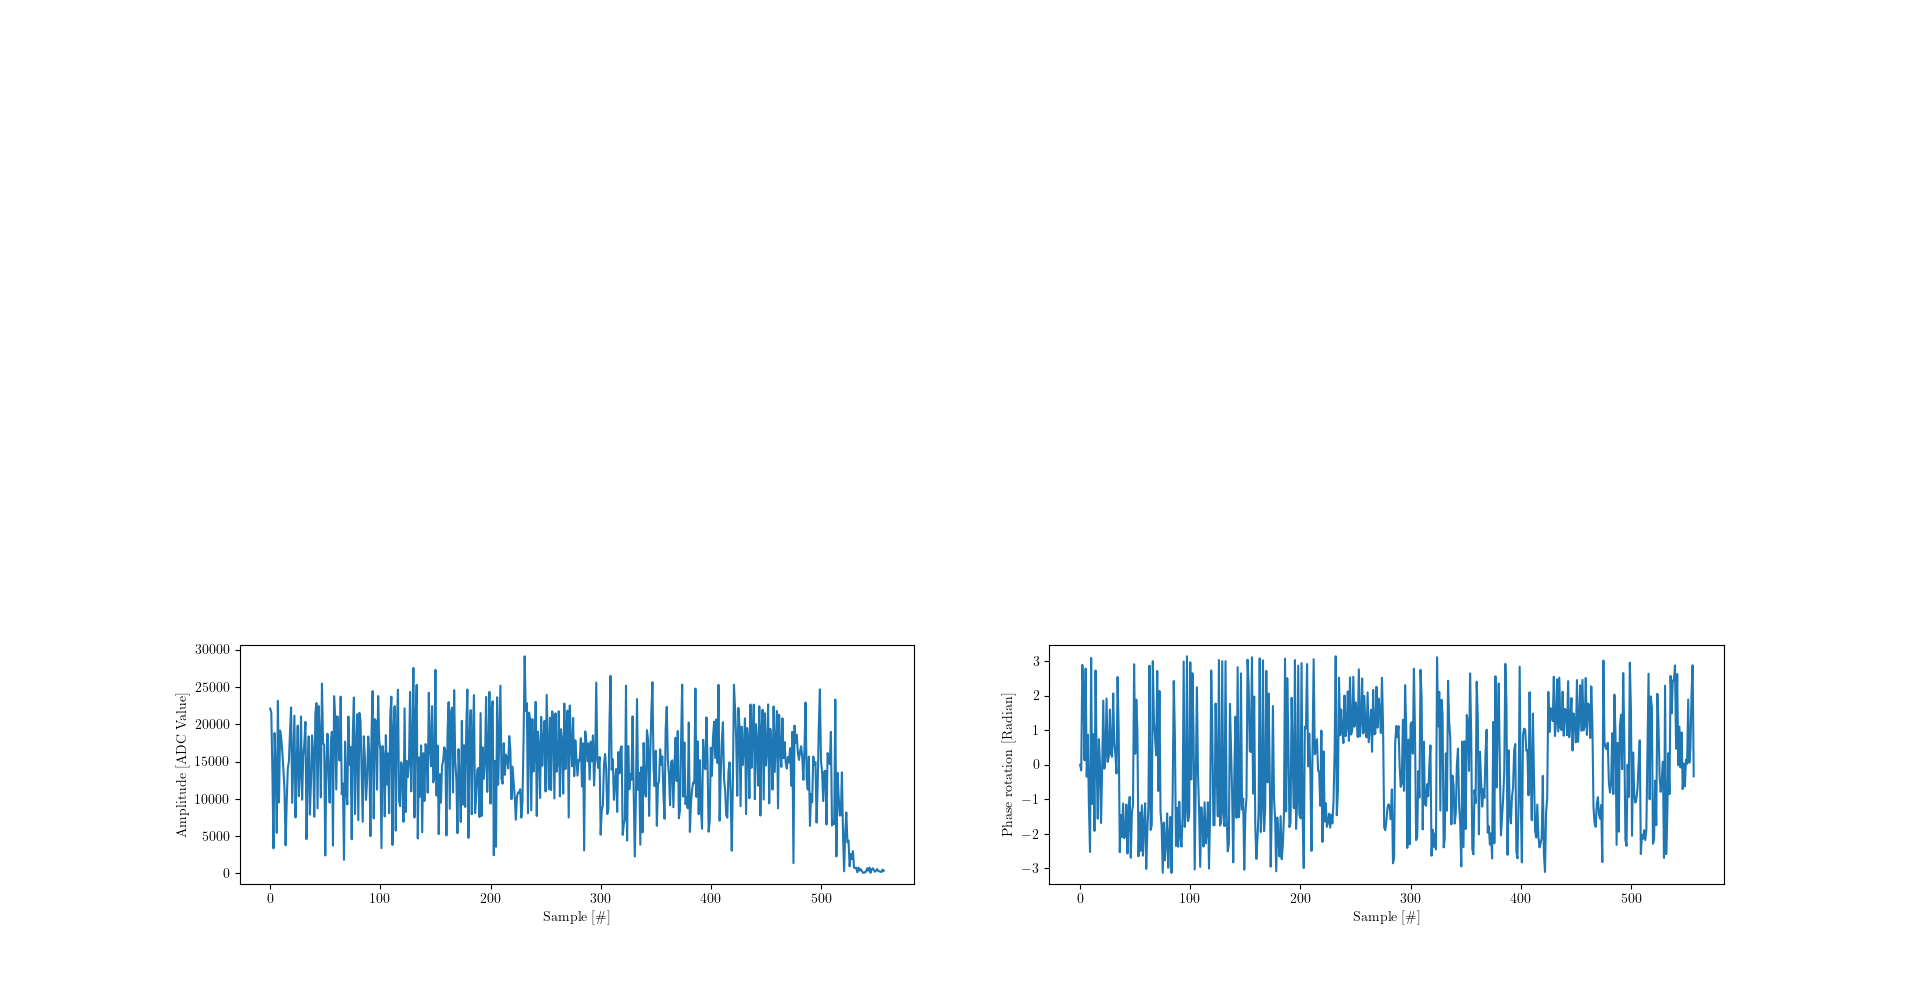 30000
25000
20000
15000
10000
5000
0
Amplitude [ADC Value]
0 100 200 300 400 500
Sample [#]
3
2
1
0
−1
−2
−3
Phase rotation [Radian]
0 100 200 300 400 500
Sample [#]